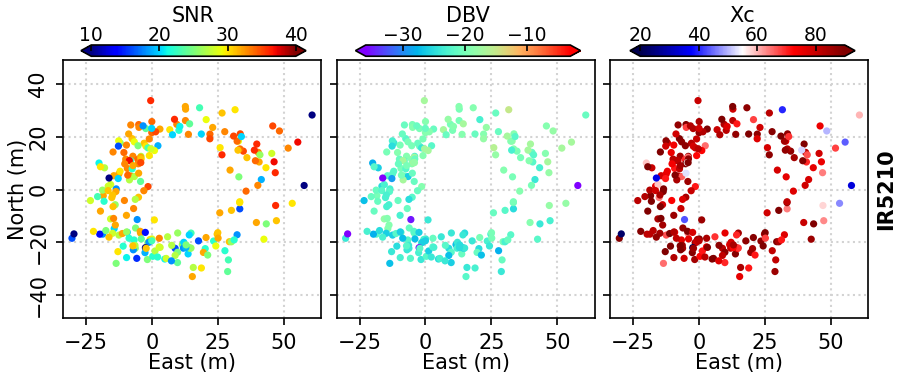 SNR DBV Xc
10 20 30 40 −30 −20 −10 20 40 60 80
40
20
0
−20
−40
North (m)
IR5210
−25 0 25 50 −25 0 25 50 −25 0 25 50
East (m) East (m) East (m)